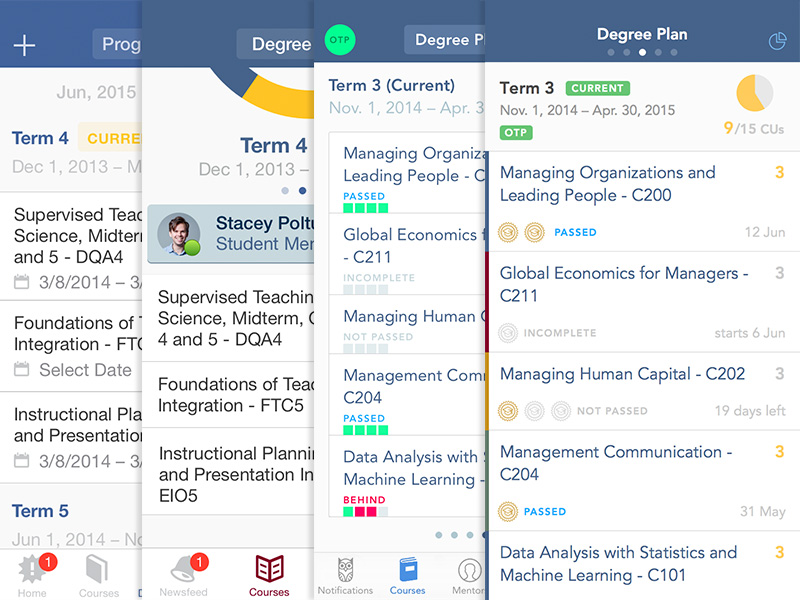 Prog
Jun, 2015
Term 4 CURRE
Dec 1, 2013 – M
Supervised Teac
Science, Midterm
and 5 - DQA4
3/8/2014 – 3/
Foundations of T
Integration - FTC
Select Date
Instructional Pla
and Presentatio
3/8/2014 – 3/
Term 5
Jun 1, 2014 – No
1
Home
Courses
D
Degree
Term 4
Dec 1, 2013 –
Stacey Poltu
Student Men
Supervised Teachin
Science, Midterm, C
4 and 5 - DQA4
Foundations of Teac
Integration - FTC5
Instructional Plannin
and Presentation In
EIO5
1
Newsfeed
Courses
OTP
Degree Pl
Term 3 (Current)
Nov. 1, 2014 – Apr. 3
Managing Organiza
Leading People - C
PASSED
Global Economics f
- C211
INCOMPLETE
Managing Human C
NOT PASSED
Management Comm
C204
PASSED
Data Analysis with S
Machine Learning -
BEHIND
Notifications
Courses
Mentor
Degree Plan
Term 3 CURRENT
Nov. 1, 2014 – Apr. 30, 2015
OTP
9/15 CUs
Managing Organizations and 3
Leading People - C200
PASSED 12 Jun
Global Economics for Managers - 3
C211
INCOMPLETE starts 6 Jun
Managing Human Capital - C202 3
NOT PASSED 19 days left
Management Communication - 3
C204
PASSED 31 May
Data Analysis with Statistics and 3
Machine Learning - C101